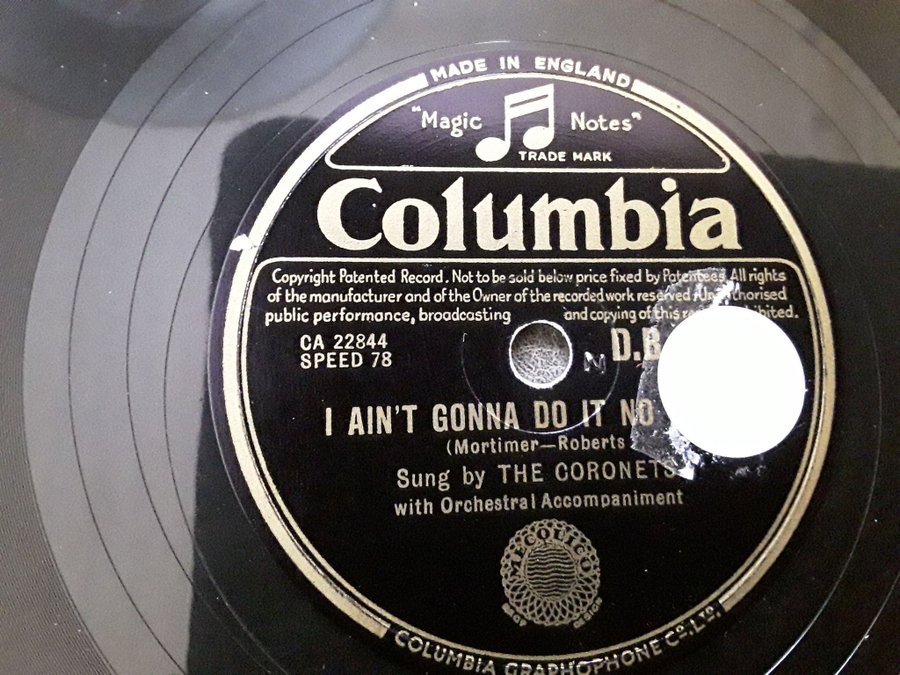 MADE IN ENGLAND
"Magic Notes"
TRADE MARK
Columbia
Copyright Patented Record. Not to be sold below price fixed by Patentees. All rights
of the manufacturer and of the Owner of the recorded work reserved
public performance, broadcasting and copying of this
CA 22844
SPEED 78
D.B
I AIN'T GONNA DO IT NO
(Mortimer—Roberts
Sung by THE CORONETS
with Orchestral Accompaniment
COLUMBIA GRAPHOPHONE CO. LTD.